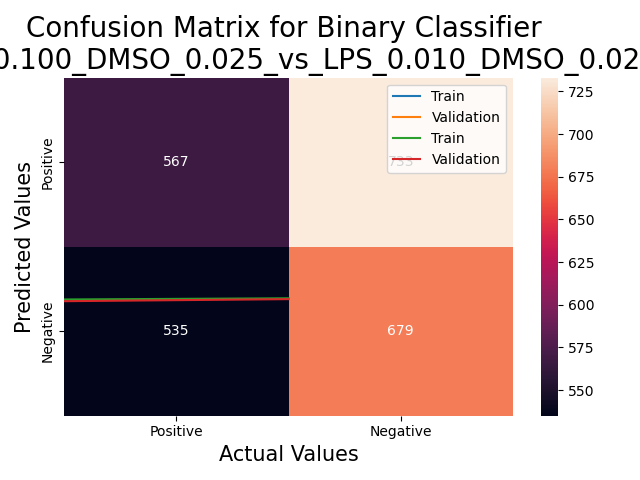 Confusion Matrix for Binary Classifier
0.100_DMSO_0.025_vs_LPS_0.010_DMSO_0.02
Train
Validation
Train
Validation
567
733
535
679
Positive
Negative
Predicted Values
Positive
Negative
Actual Values
725
700
675
650
625
600
575
550